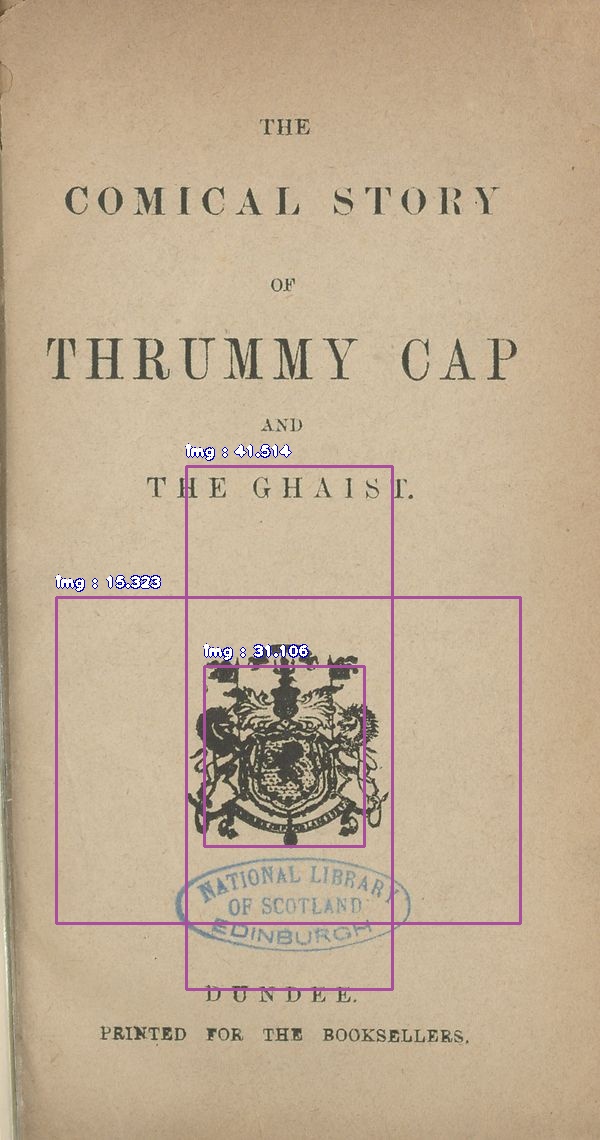 THE
COMICAL STORY
OF
THRUMMY CAP
AND
img : 41.514
THE GHAIST.
img : 15.323
img : 31.106
NATIONAL LIBRARY
OF SCOTLAND
EDINBURGH
DUNDEE.
PRINTED FOR THE BOOKSELLERS.